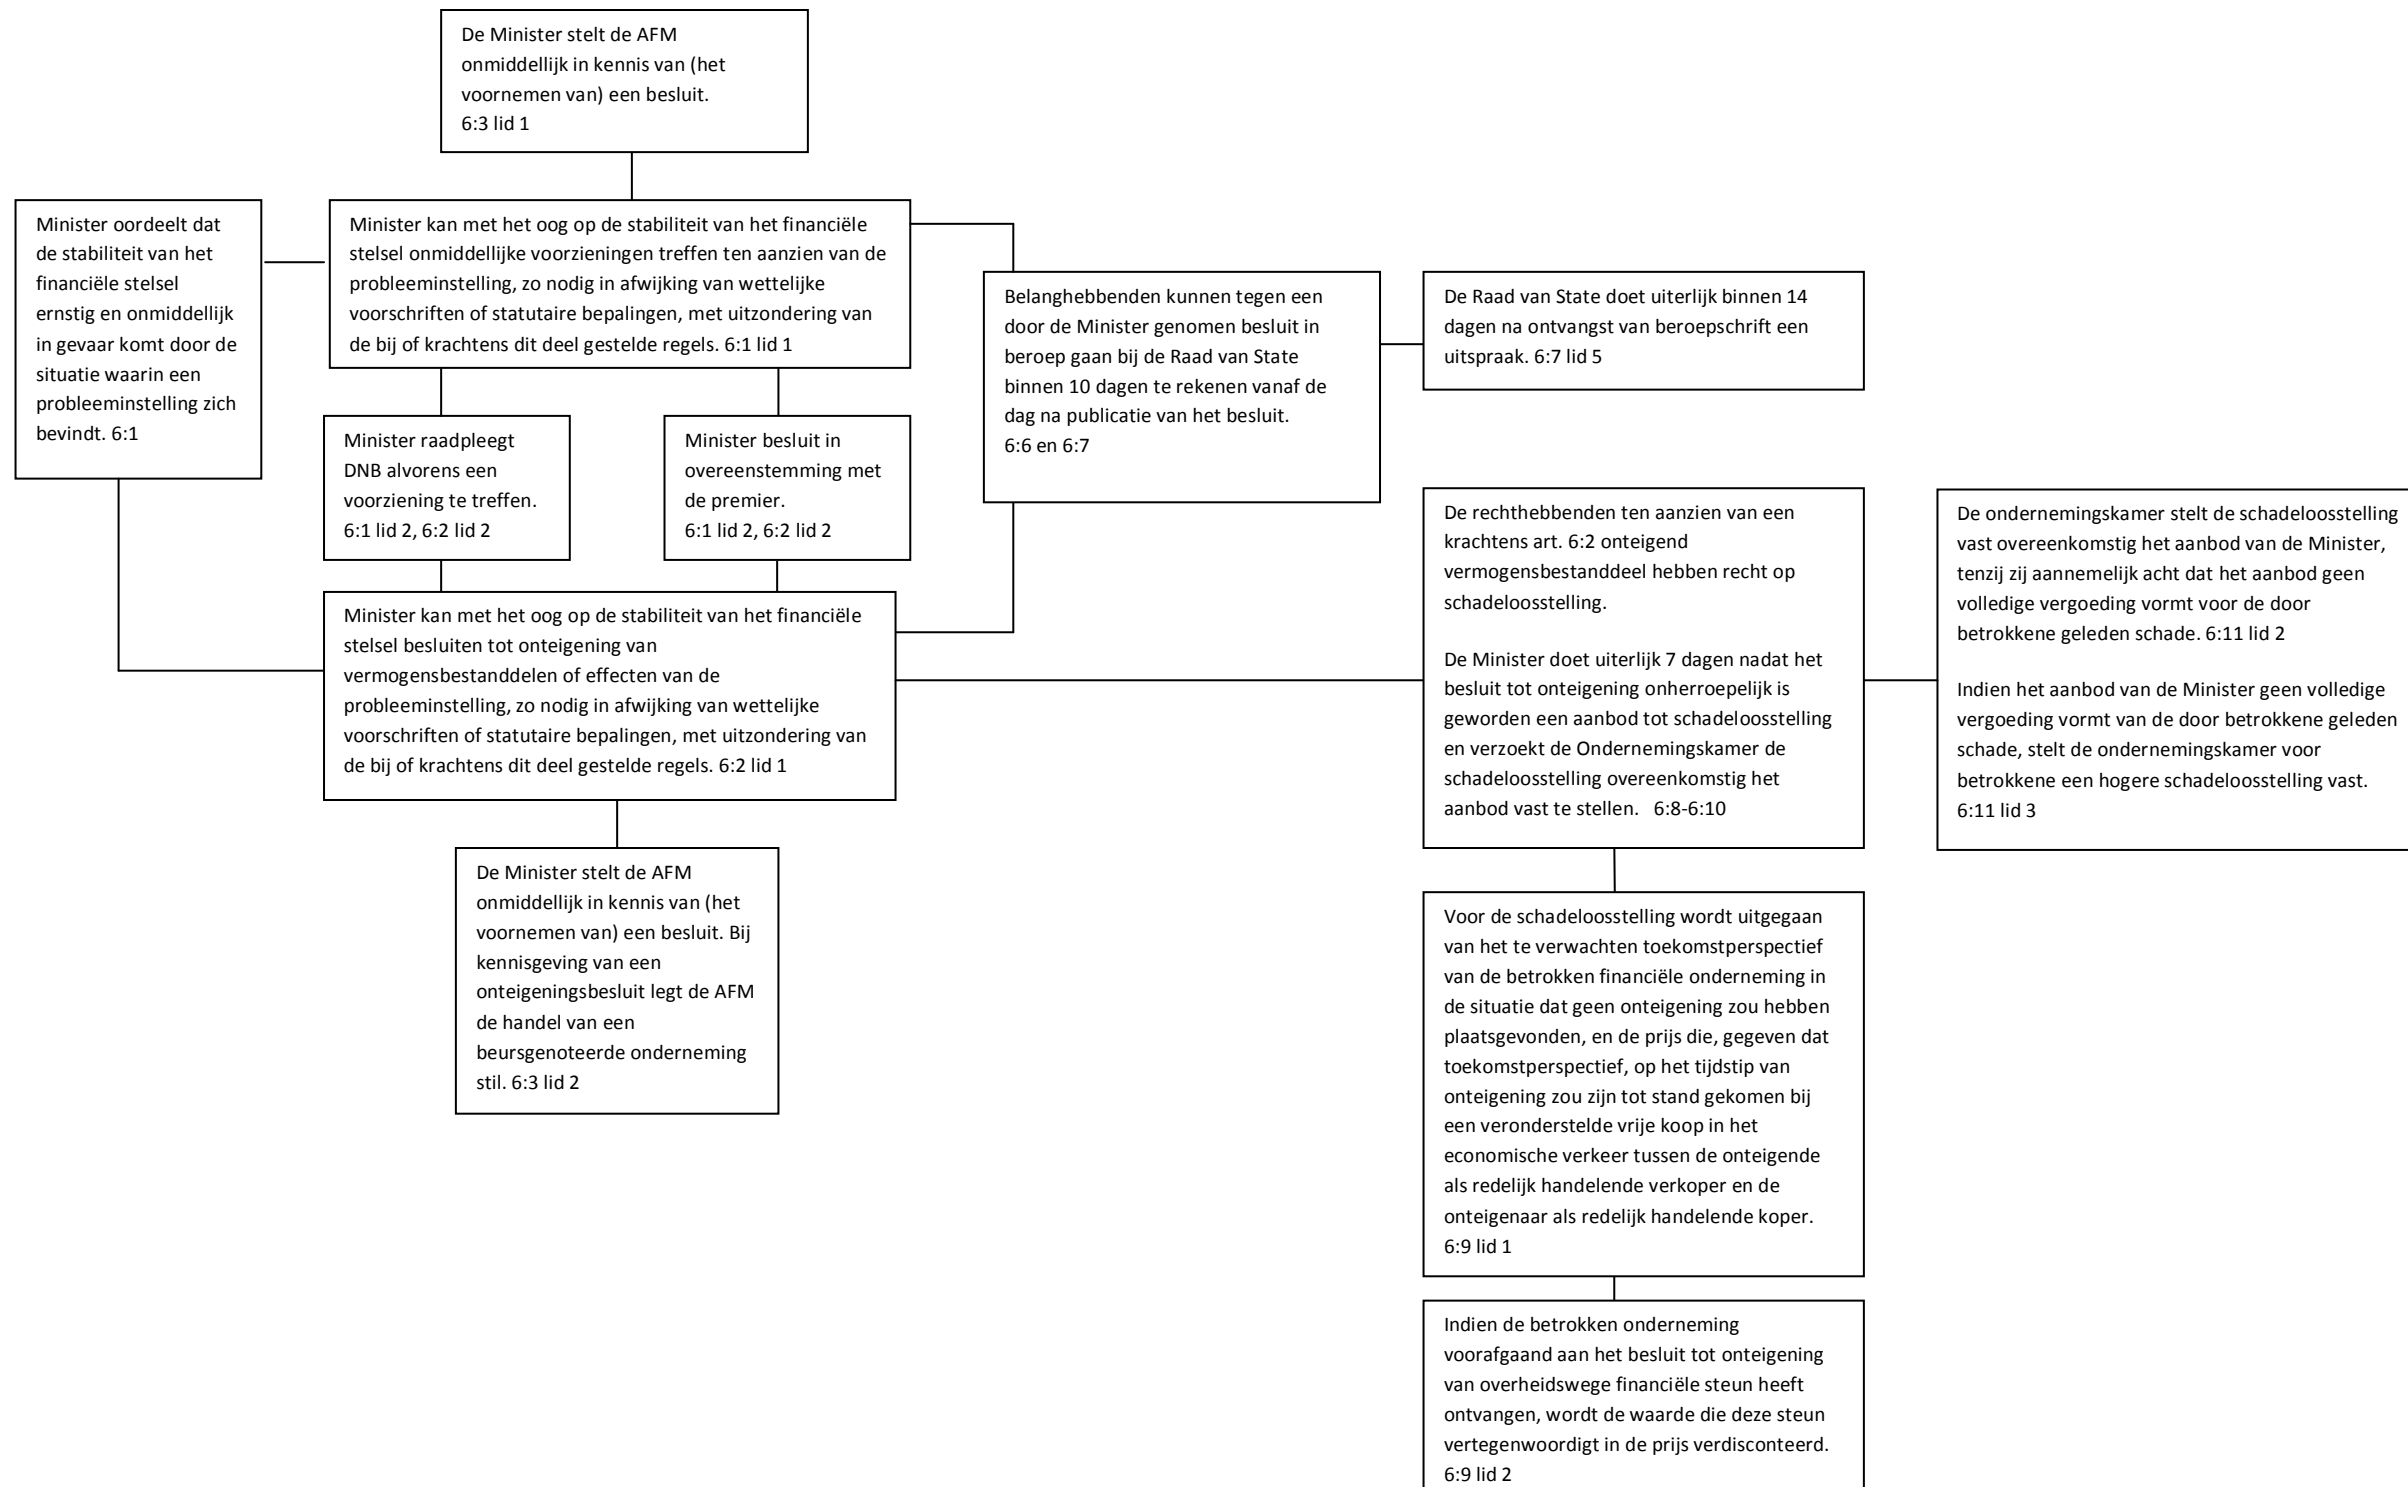 De Minister stelt de AFM
onmiddellijk in kennis van (het
voornemen van) een besluit.
6:3 lid 1
Minister oordeelt dat
de stabiliteit van het
financiële stelsel
ernstig en onmiddellijk
in gevaar komt door de
situatie waarin een
probleeminstelling zich
bevindt. 6:1
Minister kan met het oog op de stabiliteit van het financiële
stelsel onmiddellijke voorzieningen treffen ten aanzien van de
probleeminstelling, zo nodig in afwijking van wettelijke
voorschriften of statutaire bepalingen, met uitzondering van
de bij of krachtens dit deel gestelde regels. 6:1 lid 1
Belanghebbenden kunnen tegen een
door de Minister genomen besluit in
beroep gaan bij de Raad van State
binnen 10 dagen te rekenen vanaf de
dag na publicatie van het besluit.
6:6 en 6:7
De Raad van State doet uiterlijk binnen 14
dagen na ontvangst van beroepschrift een
uitspraak. 6:7 lid 5
Minister raadpleegt
DNB alvorens een
voorziening te treffen.
6:1 lid 2, 6:2 lid 2
Minister besluit in
overeenstemming met
de premier.
6:1 lid 2, 6:2 lid 2
Minister kan met het oog op de stabiliteit van het financiële
stelsel besluiten tot onteigening van
vermogensbestanddelen of effecten van de
probleeminstelling, zo nodig in afwijking van wettelijke
voorschriften of statutaire bepalingen, met uitzondering van
de bij of krachtens dit deel gestelde regels. 6:2 lid 1
De rechthebbenden ten aanzien van een
krachtens art. 6:2 onteigend
vermogensbestanddeel hebben recht op
schadeloosstelling.
De Minister doet uiterlijk 7 dagen nadat het
besluit tot onteigening onherroepelijk is
geworden een aanbod tot schadeloosstelling
en verzoekt de Ondernemingskamer de
schadeloosstelling overeenkomstig het
aanbod vast te stellen. 6:8-6:10
De ondernemingskamer stelt de schadeloosstelling
vast overeenkomstig het aanbod van de Minister,
tenzij zij aannemelijk acht dat het aanbod geen
volledige vergoeding vormt voor de door
betrokkene geleden schade. 6:11 lid 2
Indien het aanbod van de Minister geen volledige
vergoeding vormt van de door betrokkene geleden
schade, stelt de ondernemingskamer voor
betrokkene een hogere schadeloosstelling vast.
6:11 lid 3
De Minister stelt de AFM
onmiddellijk in kennis van (het
voornemen van) een besluit. Bij
kennisgeving van een
onteigeningsbesluit legt de AFM
de handel van een
beursgenoteerde onderneming
stil. 6:3 lid 2
Voor de schadeloosstelling wordt uitgegaan
van het te verwachten toekomstperspectief
van de betrokken financiële onderneming in
de situatie dat geen onteigening zou hebben
plaatsgevonden, en de prijs die, gegeven dat
toekomstperspectief, op het tijdstip van
onteigening zou zijn tot stand gekomen bij
een veronderstelde vrije koop in het
economische verkeer tussen de onteigende
als redelijk handelende verkoper en de
onteigenaar als redelijk handelende koper.
6:9 lid 1
Indien de betrokken onderneming
voorafgaand aan het besluit tot onteigening
van overheidswege financiële steun heeft
ontvangen, wordt de waarde die deze steun
vertegenwoordigt in de prijs verdisconteerd.
6:9 lid 2